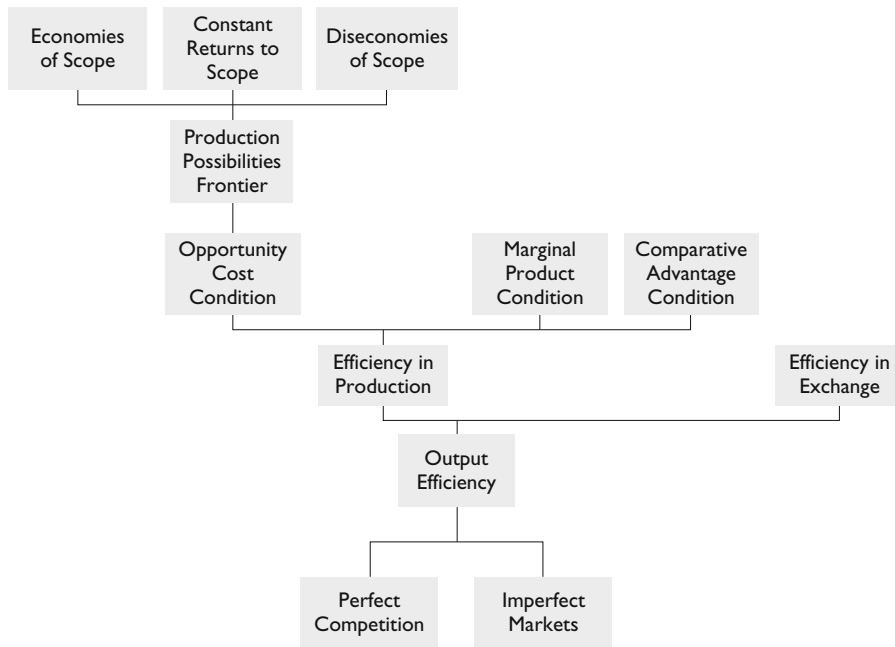 Economies
of Scope
Constant
Returns to
Scope
Diseconomies
of Scope
Production
Possibilities
Frontier
Opportunity
Cost
Condition
Marginal
Product
Condition
Comparative
Advantage
Condition
Efficiency in
Production
Efficiency in
Exchange
Output
Efficiency
Perfect
Competition
Imperfect
Markets